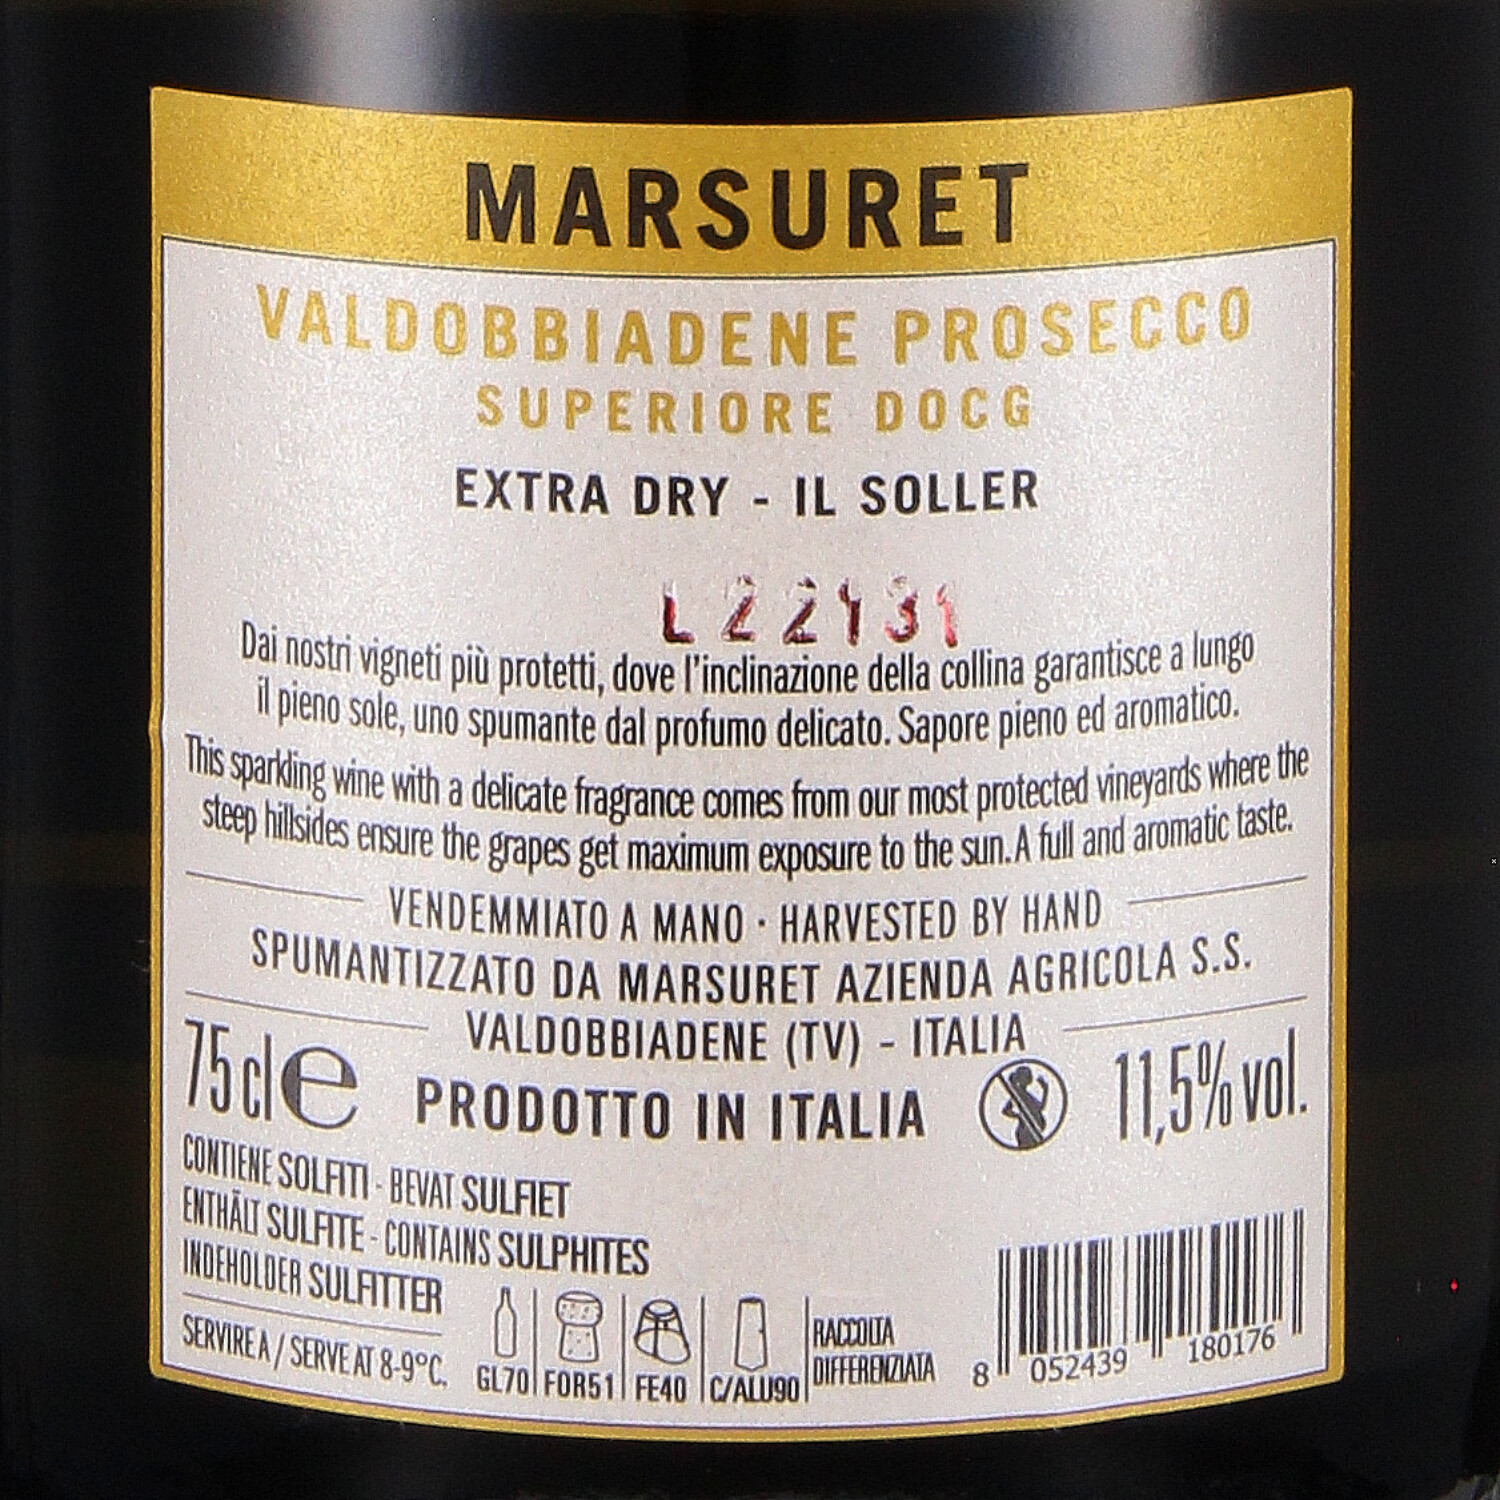 MARSURET
VALDOBBIADENE PROSECCO
SUPERIORE DOCG
EXTRA DRY - IL SOLLER
L22131
Dai nostri vigneti più protetti, dove l'inclinazione della collina garantisce a lungo
il pieno sole, uno spumante dal profumo delicato. Sapore pieno ed aromatico.
This sparkling wine with a delicate fragrance comes from our most protected vineyards where the
steep hillsides ensure the grapes get maximum exposure to the sun. A full and aromatic taste.
VENDEMMIATO A MANO · HARVESTED BY HAND
SPUMANTIZZATO DA MARSURET AZIENDA AGRICOLA S.S.
VALDOBBIADENE (TV) - ITALIA
75 cl e
PRODOTTO IN ITALIA
11,5% vol.
CONTIENE SOLFITI - BEVAT SULFIET
ENTHÄLT SULFITE - CONTAINS SULPHITES
INDEHOLDER SULFITTER
SERVIRE A / SERVE AT 8-9°C.
GL70 FOR51 FE40 C/ALU90
RACCOLTA
DIFFERENZIATA
8 052439 180176